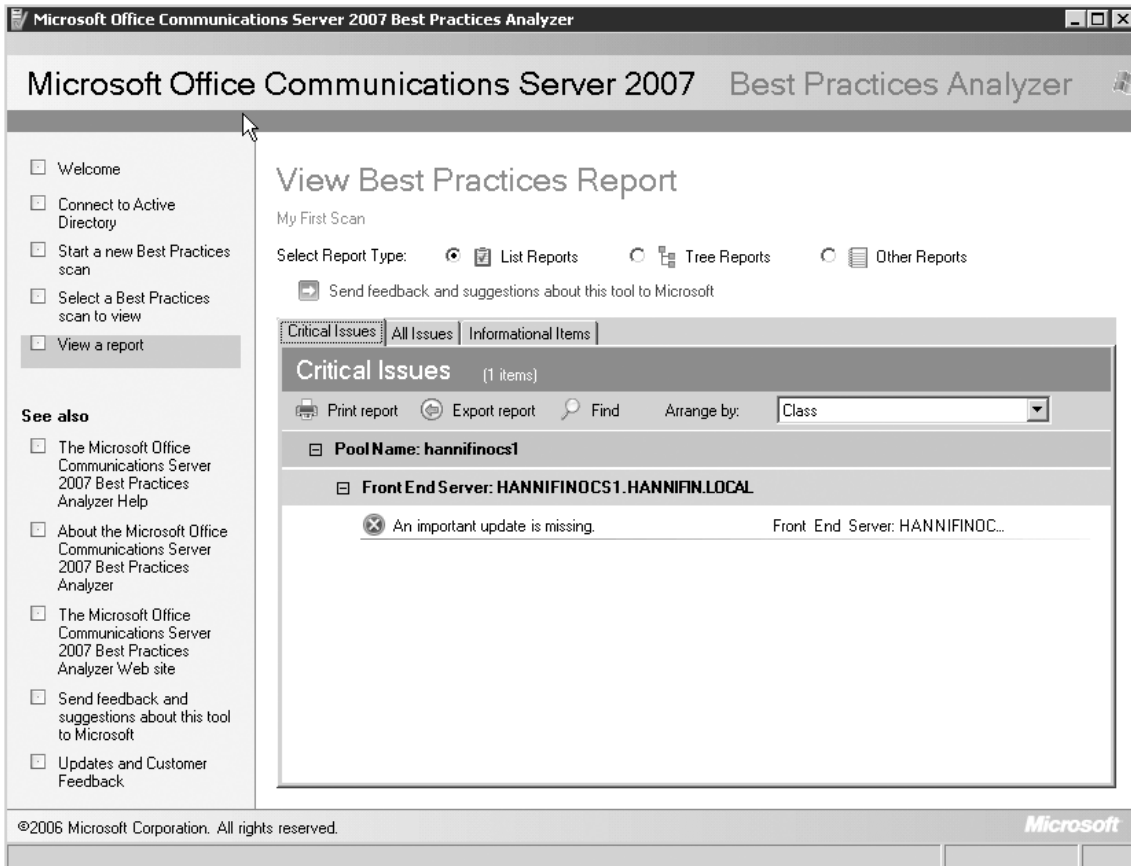 Microsoft Office Communications Server 2007 Best Practices Analyzer
Microsoft Office Communications Server 2007 Best Practices Analyzer
Welcome
Connect to Active
Directory
Start a new Best Practices
scan
Select a Best Practices
scan to view
View a report
See also
The Microsoft Office
Communications Server
2007 Best Practices
Analyzer Help
About the Microsoft Office
Communications Server
2007 Best Practices
Analyzer
The Microsoft Office
Communications Server
2007 Best Practices
Analyzer Web site
Send feedback and
suggestions about this tool
to Microsoft
Updates and Customer
Feedback
View Best Practices Report
My First Scan
Select Report Type: List Reports Tree Reports Other Reports
Send feedback and suggestions about this tool to Microsoft
Critical Issues All Issues Informational Items
Critical Issues (1 items)
Print report Export report Find Arrange by: Class
Pool Name: hannifinocs1
Front End Server: HANNIFINOCS1.HANNIFIN.LOCAL
An important update is missing. Front End Server: HANNIFINOC...
©2006 Microsoft Corporation. All rights reserved.
Microsoft